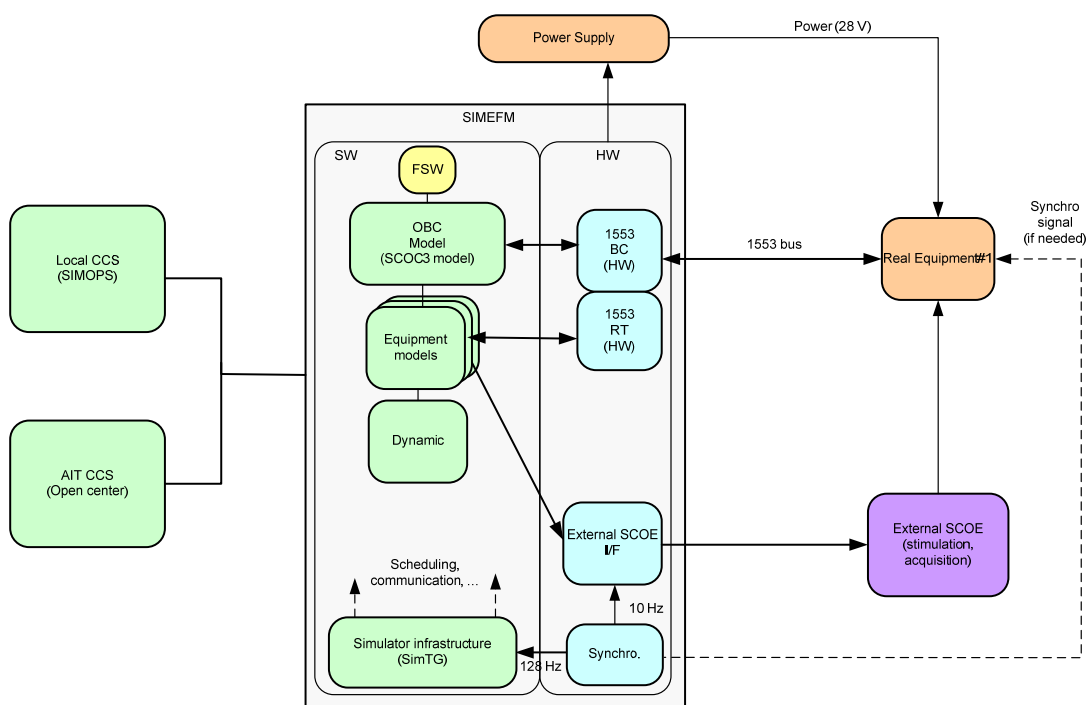 Power (28 V)
Power Supply
SIMEFM
SW
HW
FSW
Local CCS
(SIMOPS)
OBC
Model
(SCOC3 model)
1553
BC
(HW)
1553 bus
Real Equipment#1
Synchro
signal
(if needed)
Equipment
models
1553
RT
(HW)
Dynamic
AIT CCS
(Open center)
External SCOE
I/F
External SCOE
(stimulation,
acquisition)
Scheduling,
communication, ...
10 Hz
Simulator infrastructure
(SimTG)
128 Hz
Synchro.